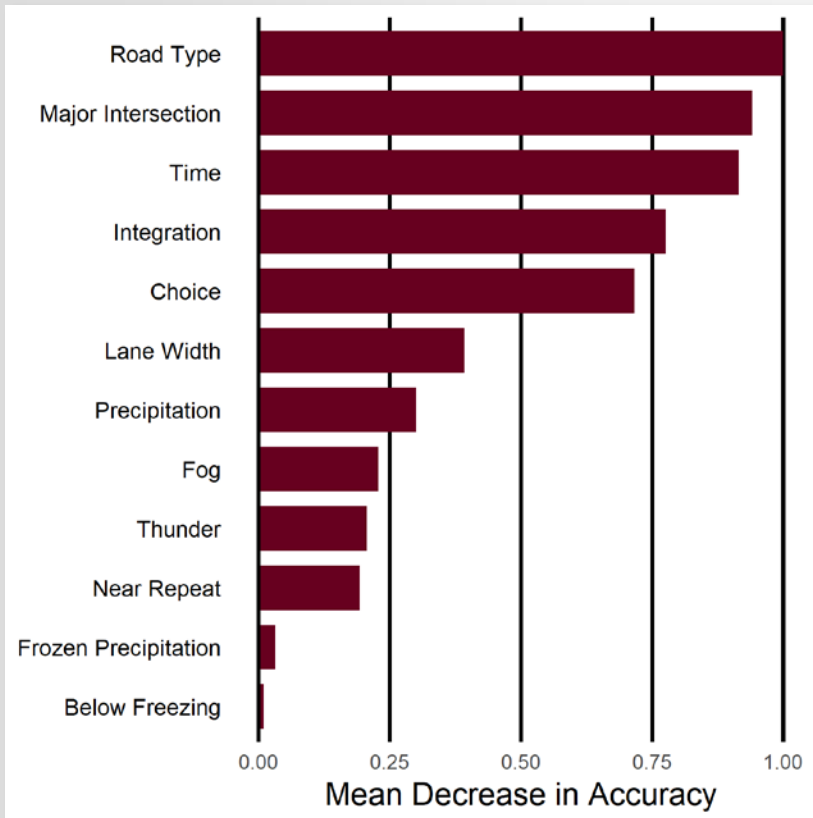 Road Type
Major Intersection
Time
Integration
Choice
Lane Width
Precipitation
Fog
Thunder
Near Repeat
Frozen Precipitation
Below Freezing
0.00 0.25 0.50 0.75 1.00
Mean Decrease in Accuracy